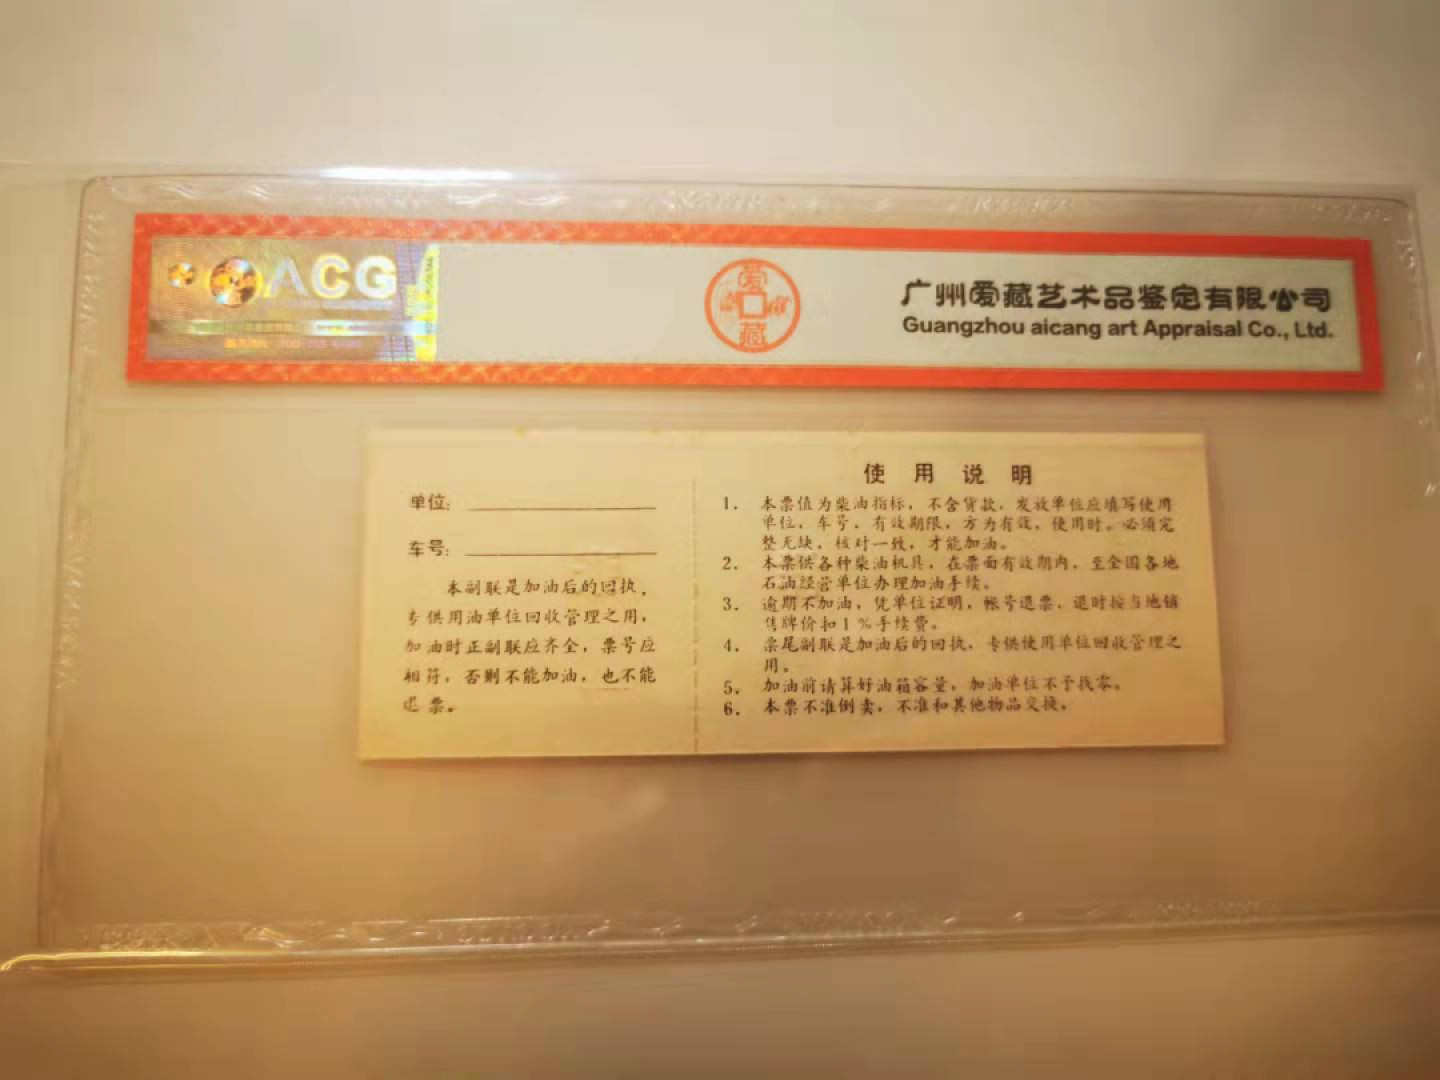 ACG
爱
藏
广州爱藏艺术品鉴定有限公司
Guangzhou aicang art Appraisal Co., Ltd.
单位:
车号:
本副联是加油后的回执,
专供用油单位回收管理之用,
加油时正副联应齐全, 票号应
相符, 否则不能加油, 也不能
退票。
使用说明
1. 本票值为柴油指标, 不含货款, 发放单位应填写使用
单位, 车号, 有效期限, 方为有效, 使用时, 必须完
整无缺, 核对一致, 才能加油。
2. 本票供各种柴油机具, 在票面有效期内, 至全国各地
石油经营单位办理加油手续。
3. 逾期不加油, 凭单位证明, 帐号退票, 退时按当地销
售牌价扣1%手续费。
4. 票尾副联是加油后的回执, 专供使用单位回收管理之
用。
5. 加油前请算好油箱容量, 加油单位不予找零。
6. 本票不准倒卖, 不准和其他物品交换。